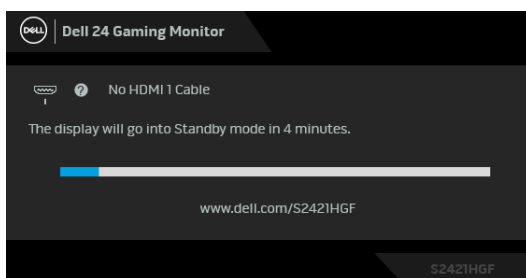 DELL
Dell 24 Gaming Monitor
? No HDMI 1 Cable
I
The display will go into Standby mode in 4 minutes.
www.dell.com/S2421HGF
S2421HGF